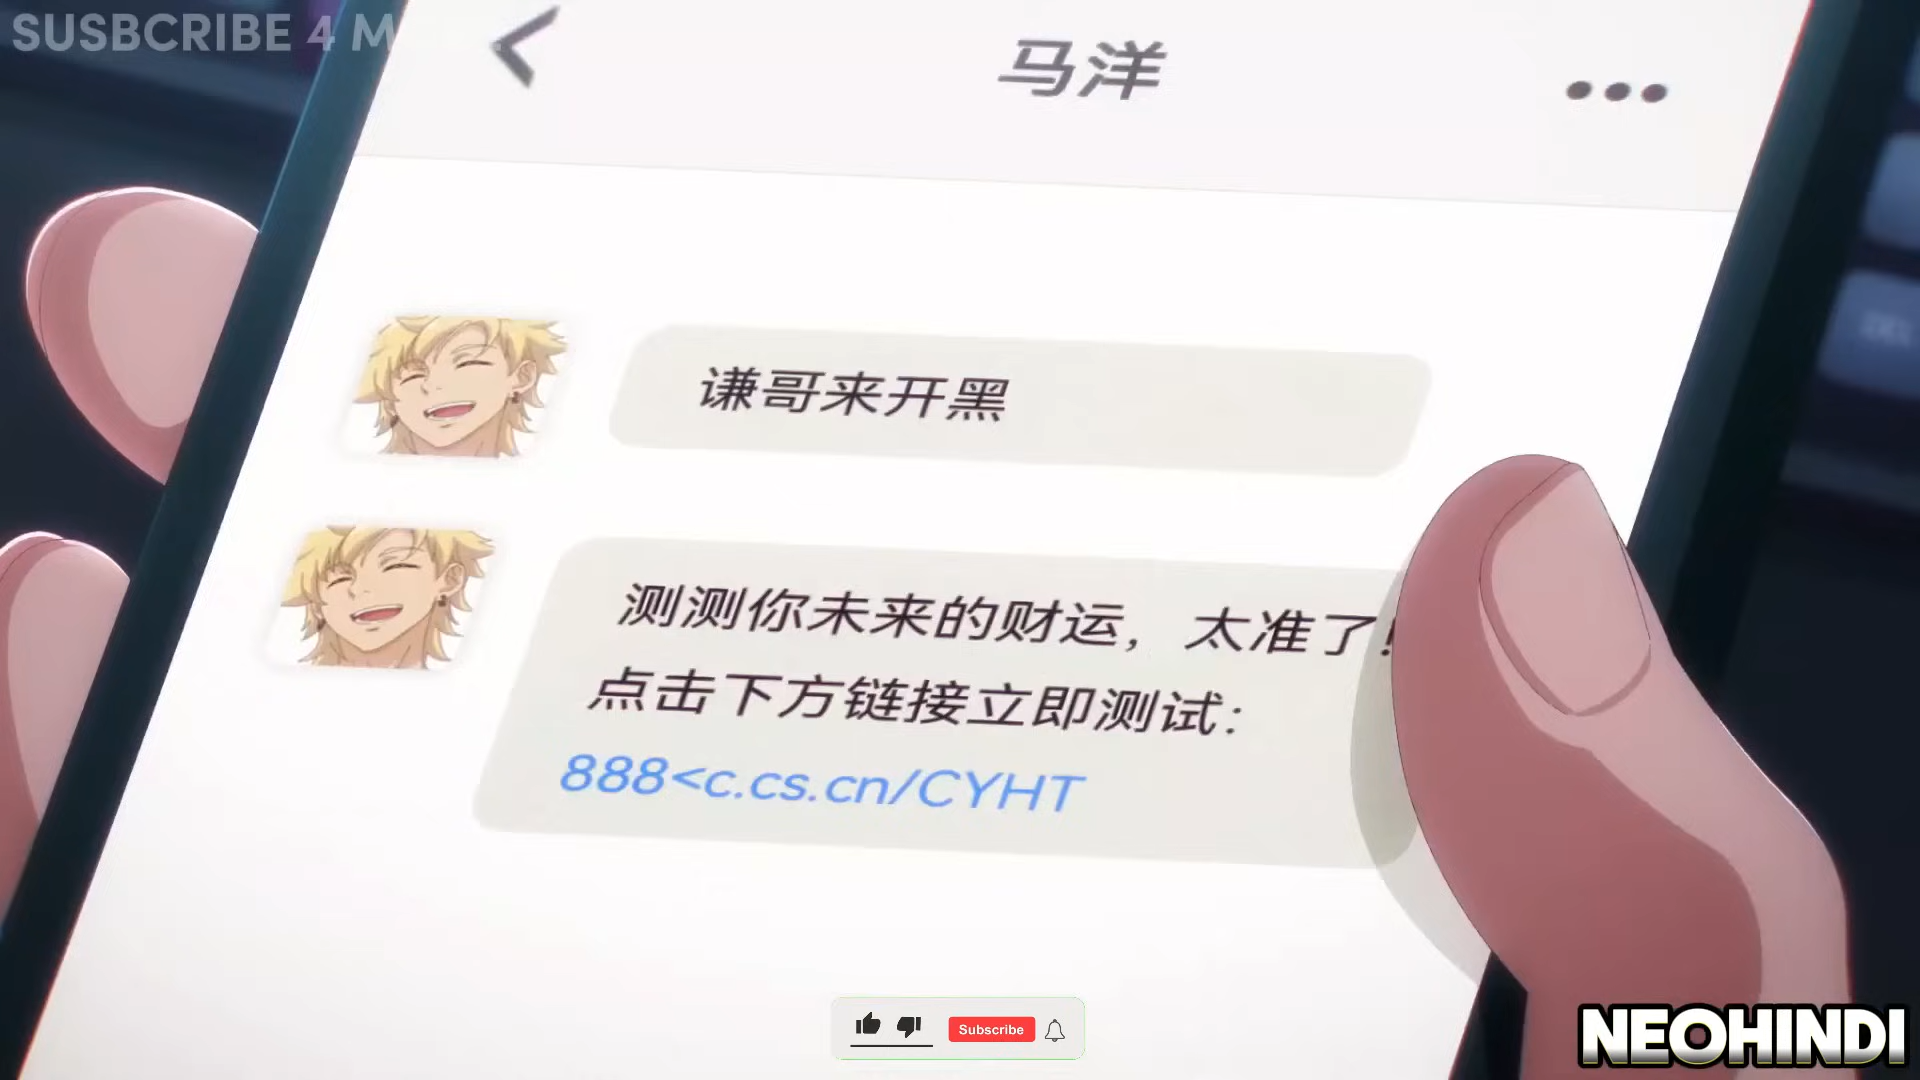 SUSBCRIBE 4 M
马洋
谦哥来开黑
测测你未来的财运，太准了!
点击下方链接立即测试：
888<c.cs.cn/CYHT
Subscribe
NEOHINDI